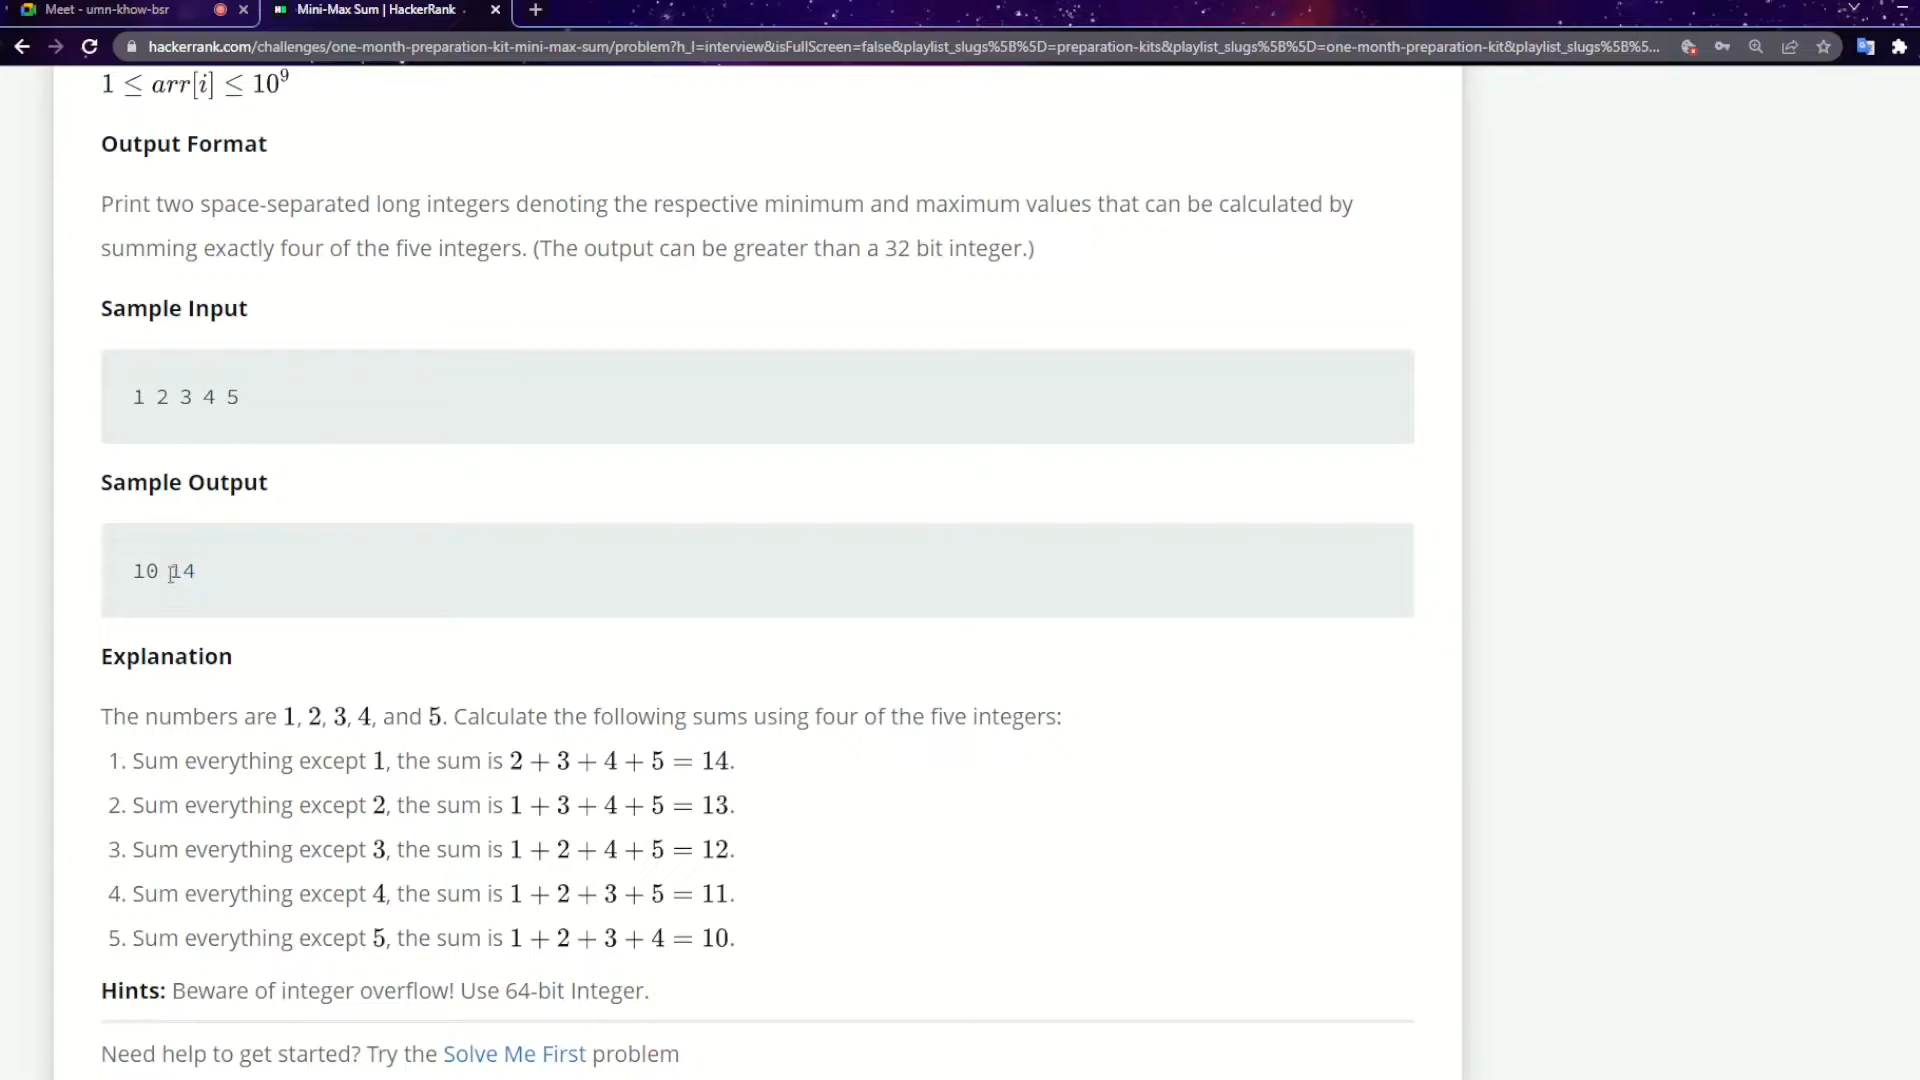 Meet - umn-khow-bsr
Mini-Max Sum | HackerRank
hackerrank.com/challenges/one-month-preparation-kit-mini-max-sum/problem?h_l=interview&isFullScreen=false&playlist_slugs%5B%5D=preparation-kits&playlist_slugs%5B%5D=one-month-preparation-kit&playlist_slugs%5B%5...
1 ≤ arr[i] ≤ 10⁹
Output Format
Print two space-separated long integers denoting the respective minimum and maximum values that can be calculated by
summing exactly four of the five integers. (The output can be greater than a 32 bit integer.)
Sample Input
1 2 3 4 5
Sample Output
10 14
Explanation
The numbers are 1, 2, 3, 4, and 5. Calculate the following sums using four of the five integers:
1. Sum everything except 1, the sum is 2 + 3 + 4 + 5 = 14.
2. Sum everything except 2, the sum is 1 + 3 + 4 + 5 = 13.
3. Sum everything except 3, the sum is 1 + 2 + 4 + 5 = 12.
4. Sum everything except 4, the sum is 1 + 2 + 3 + 5 = 11.
5. Sum everything except 5, the sum is 1 + 2 + 3 + 4 = 10.
Hints: Beware of integer overflow! Use 64-bit Integer.
Need help to get started? Try the Solve Me First problem